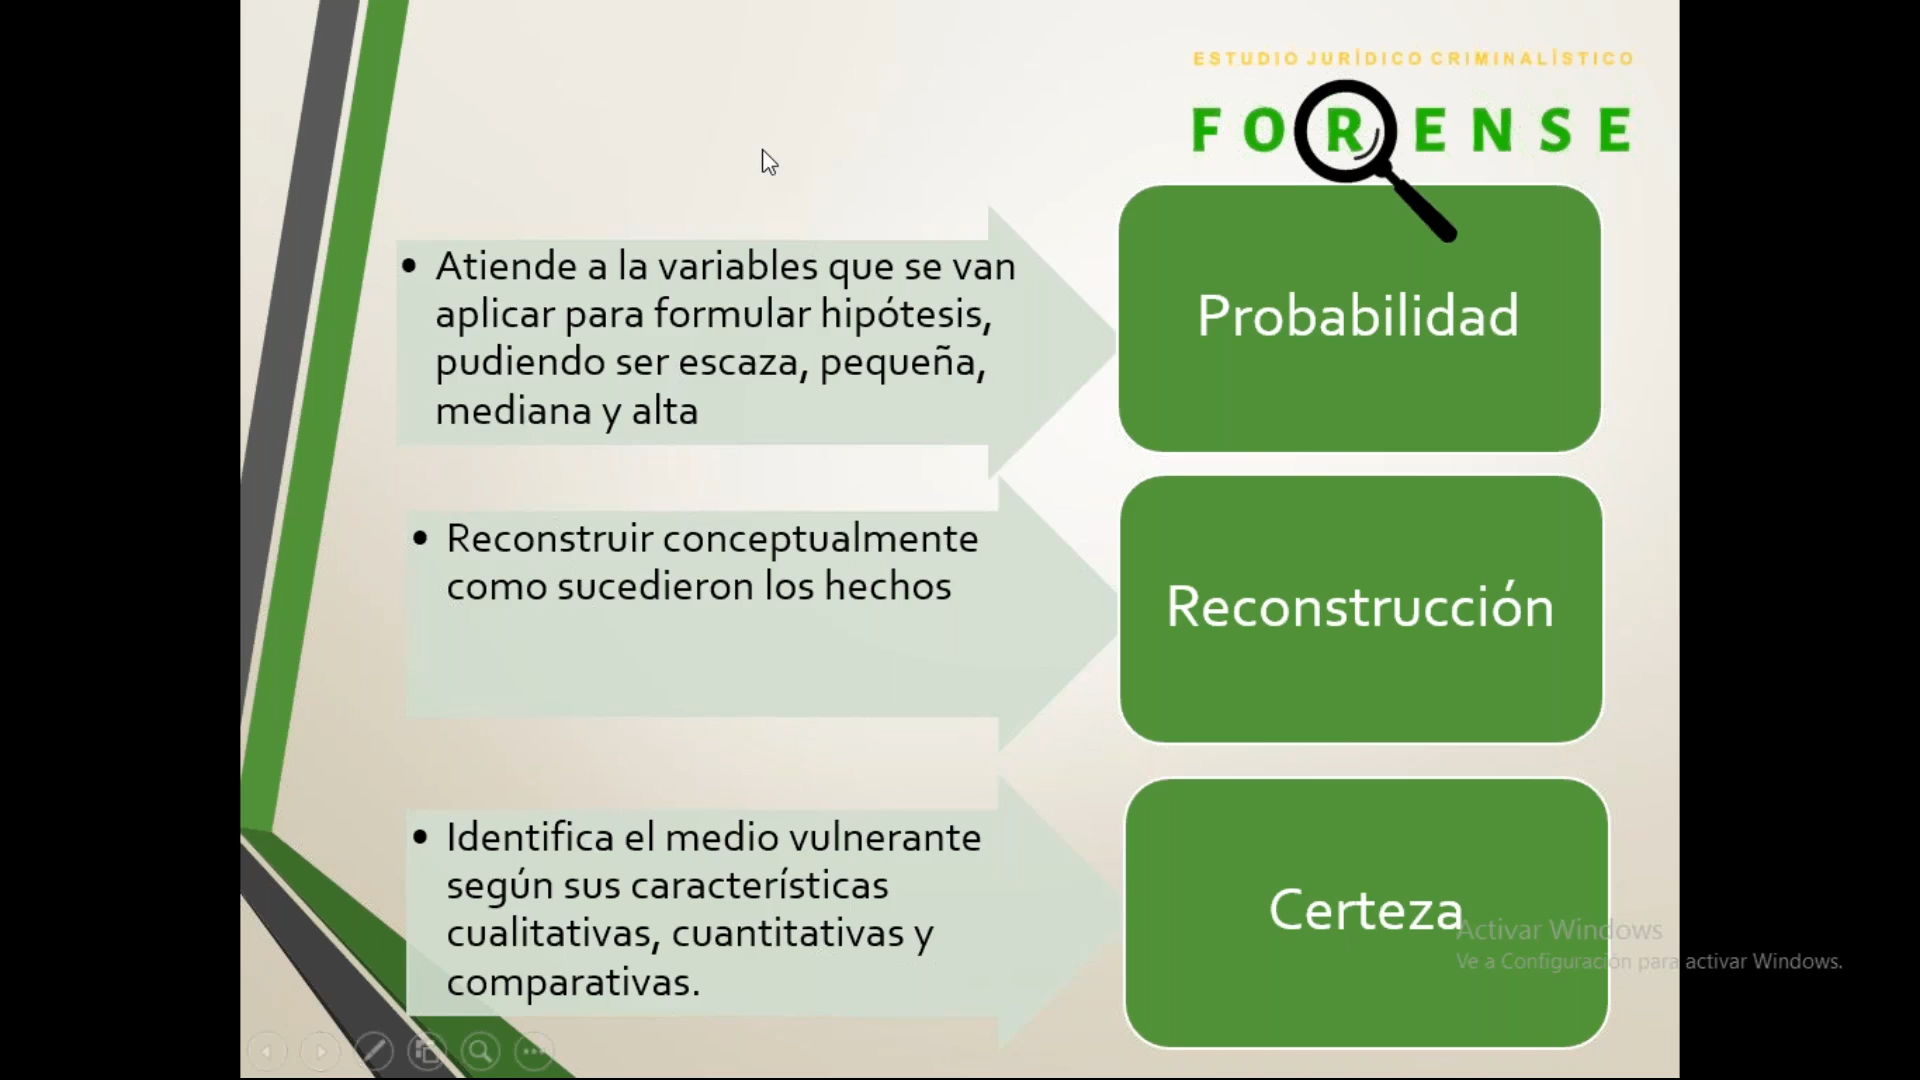 ESTUDIO JURÍDICO CRIMINALÍSTICO
FORENSE
• Atiende a la variables que se van
aplicar para formular hipótesis,
pudiendo ser escaza, pequeña,
mediana y alta
Probabilidad
• Reconstruir conceptualmente
como sucedieron los hechos
Reconstrucción
• Identifica el medio vulnerante
según sus características
cualitativas, cuantitativas y
comparativas.
Certeza
Activar Windows
Ve a Configuración para activar Windows.